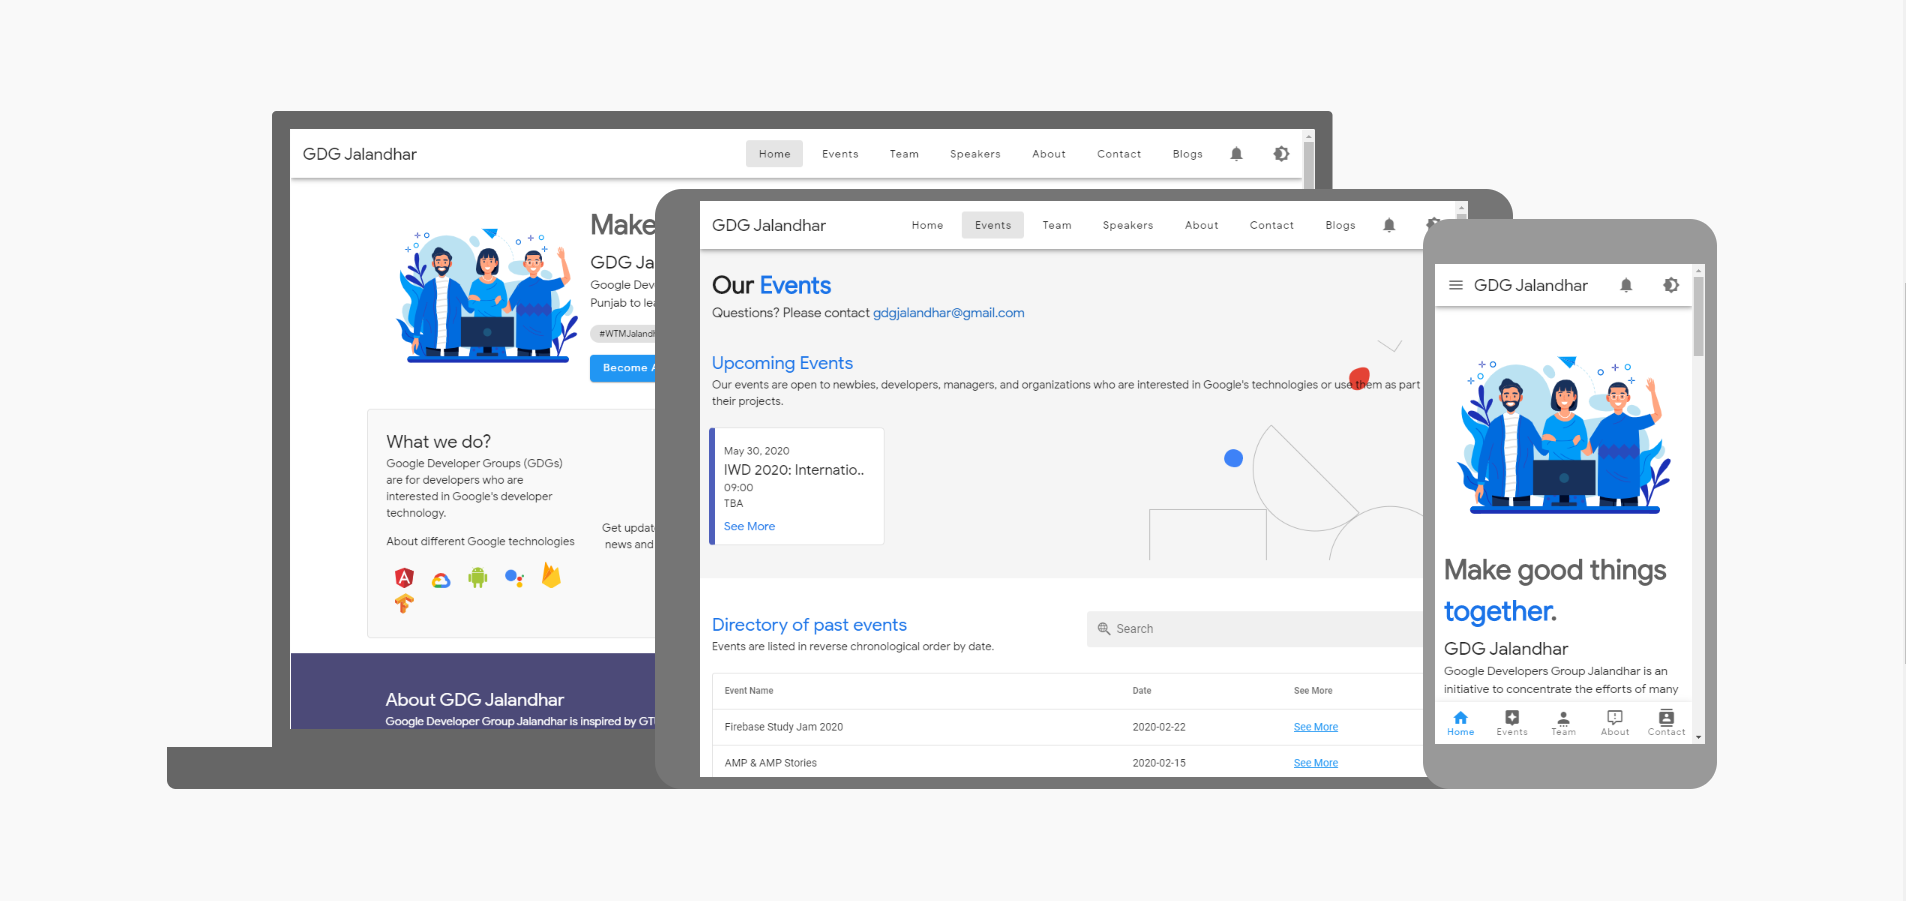 GDG Jalandhar
Home Events Team Speakers About Contact Blogs
Make
GDG Ja
Google Dev
Punjab to lea
#WTMJalandh
Become A
What we do?
Google Developer Groups (GDGs)
are for developers who are
interested in Google's developer
technology.
About different Google technologies
Get update
news and
About GDG Jalandhar
Google Developer Group Jalandhar is inspired by GTU
GDG Jalandhar
Home Events Team Speakers About Contact Blogs
Our Events
Questions? Please contact gdgjalandhar@gmail.com
Upcoming Events
Our events are open to newbies, developers, managers, and organizations who are interested in Google's technologies or use them as part
their projects.
May 30, 2020
IWD 2020: Internatio..
09:00
TBA
See More
Directory of past events
Events are listed in reverse chronological order by date.
Search
Event Name Date See More
Firebase Study Jam 2020 2020-02-22 See More
AMP & AMP Stories 2020-02-15 See More
GDG Jalandhar
Make good things
together.
GDG Jalandhar
Google Developers Group Jalandhar is an
initiative to concentrate the efforts of many
Home Events Team About Contact